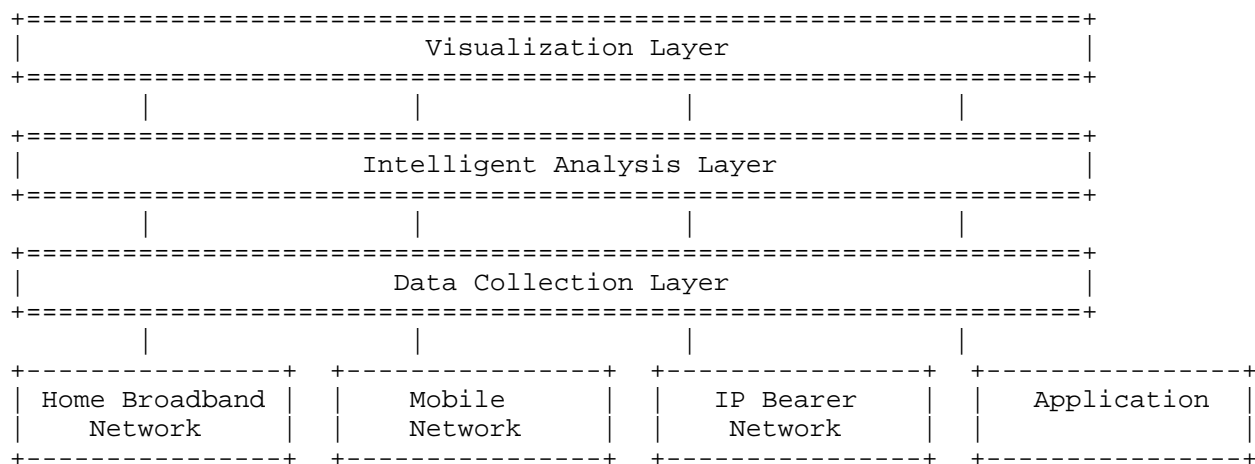 Visualization Layer
Intelligent Analysis Layer
Data Collection Layer
Home Broadband Mobile IP Bearer Application
Network Network Network